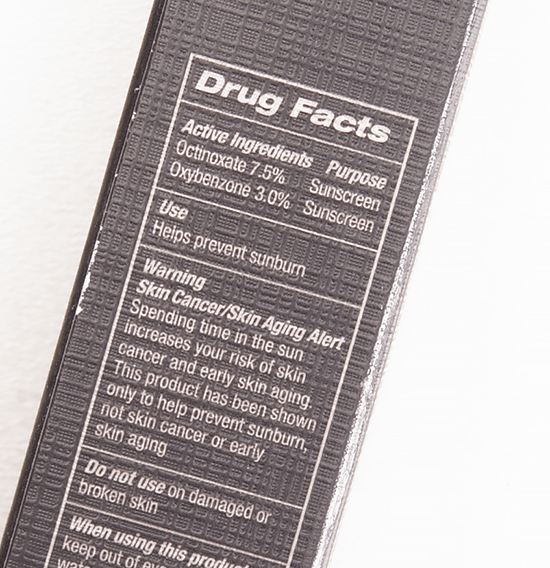 Drug Facts
Active Ingredients Purpose
Octinoxate 7.5% Sunscreen
Oxybenzone 3.0% Sunscreen
Use
Helps prevent sunburn
Warning
Skin Cancer/Skin Aging Alert
Spending time in the sun
increases your risk of skin
cancer and early skin aging.
This product has been shown
only to help prevent sunburn,
not skin cancer or early
skin aging
Do not use on damaged or
broken skin
When using this product
keep out of